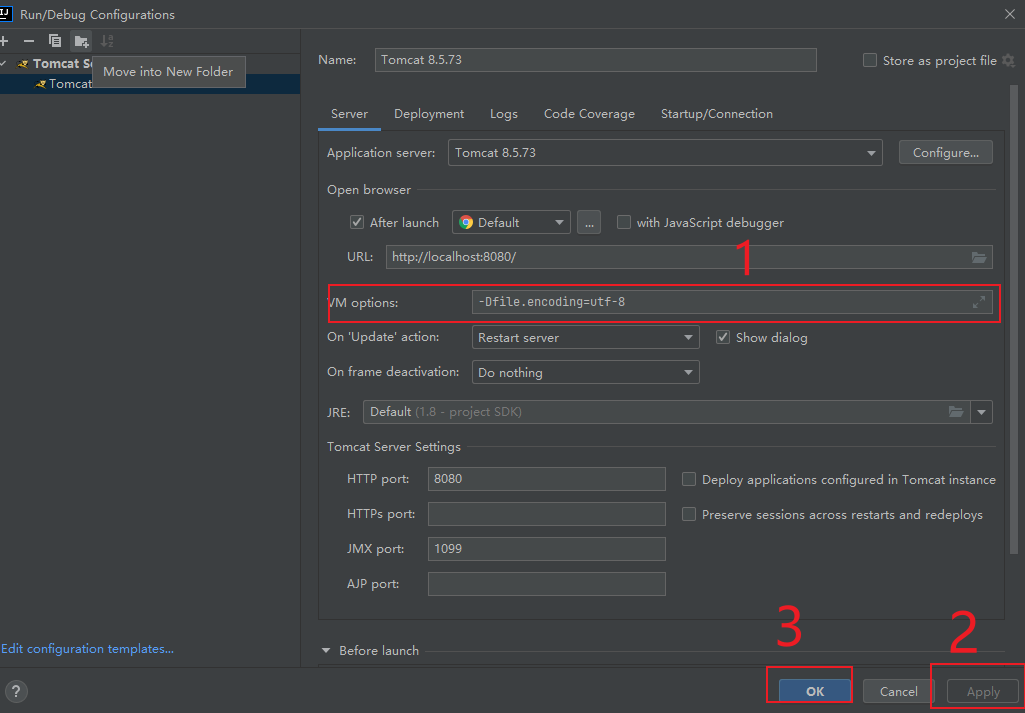 IJ Run/Debug Configurations
Tomcat Se
Move into New Folder
Tomcat
Edit configuration templates...
Name: Tomcat 8.5.73 Store as project file
Server Deployment Logs Code Coverage Startup/Connection
Application server: Tomcat 8.5.73 Configure...
Open browser
After launch Default ... with JavaScript debugger
1
URL: http://localhost:8080/
VM options: -Dfile.encoding=utf-8
On 'Update' action: Restart server Show dialog
On frame deactivation: Do nothing
JRE: Default (1.8 - project SDK)
Tomcat Server Settings
HTTP port: 8080 Deploy applications configured in Tomcat instance
HTTPs port: Preserve sessions across restarts and redeploys
JMX port: 1099
AJP port:
3 2
Before launch
? OK Cancel Apply